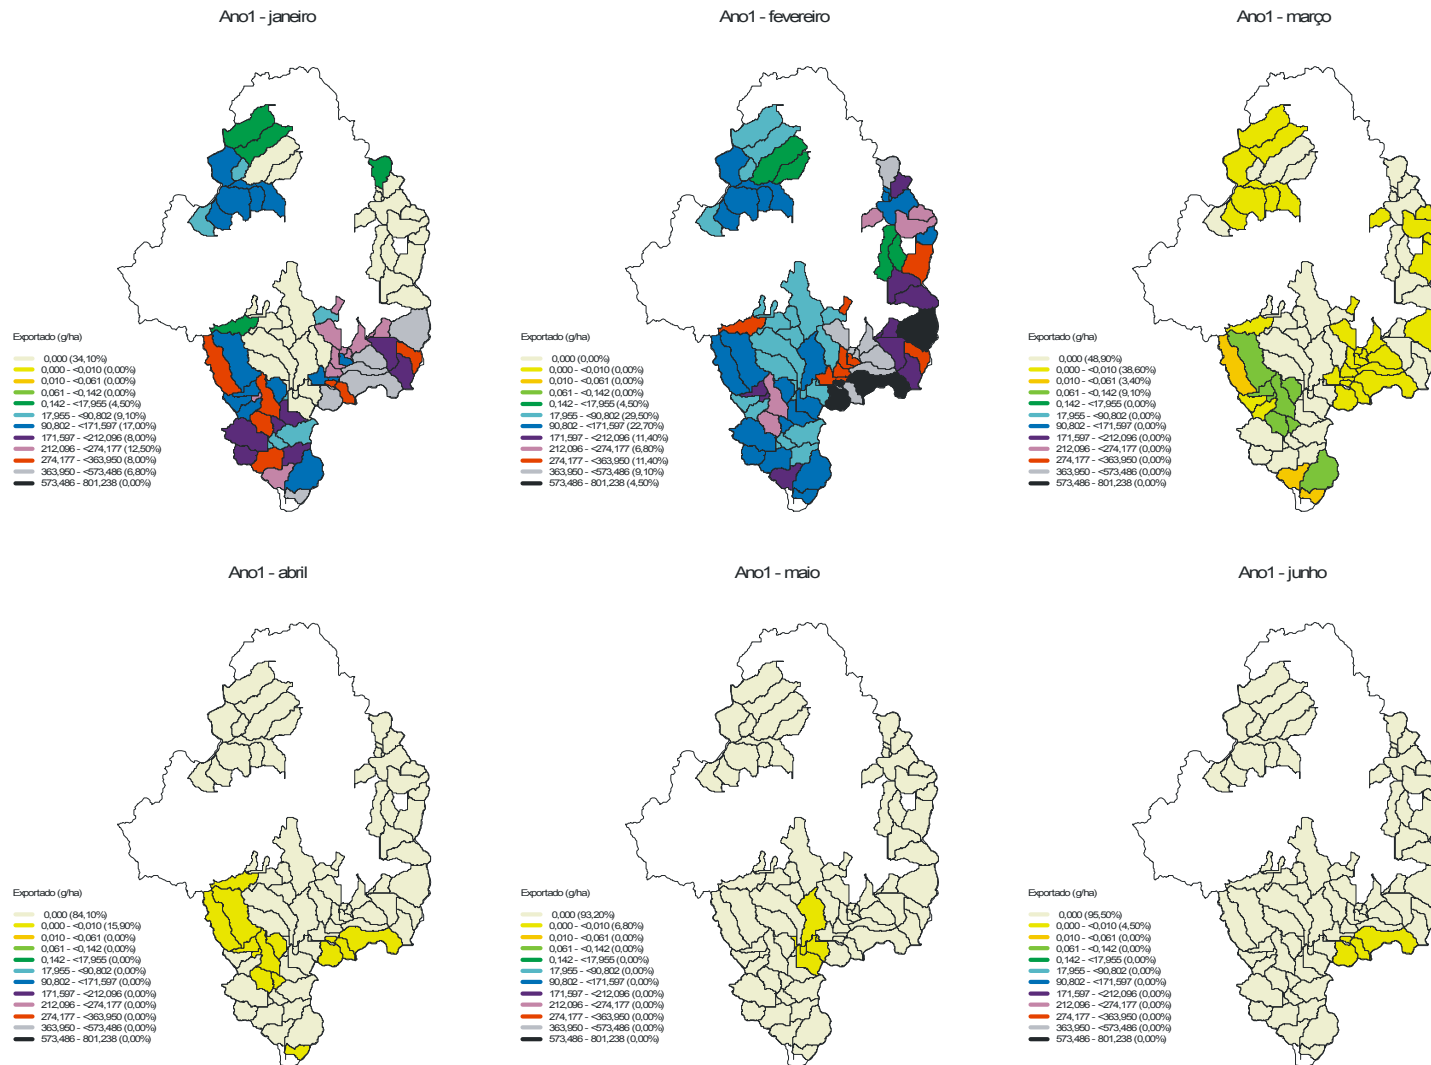 Ano1 - janeiro
Exportado (g/ha)
0,000 (34,10%)
0,000 - <0,010 (0,00%)
0,010 - <0,061 (0,00%)
0,061 - <0,142 (0,00%)
0,142 - <17,955 (4,50%)
17,955 - <90,802 (9,10%)
90,802 - <171,597 (17,00%)
171,597 - <212,096 (8,00%)
212,096 - <274,177 (12,50%)
274,177 - <363,950 (8,00%)
363,950 - <573,486 (6,80%)
573,486 - 801,238 (0,00%)
Ano1 - fevereiro
Exportado (g/ha)
0,000 (0,00%)
0,000 - <0,010 (0,00%)
0,010 - <0,061 (0,00%)
0,061 - <0,142 (0,00%)
0,142 - <17,955 (4,50%)
17,955 - <90,802 (29,50%)
90,802 - <171,597 (22,70%)
171,597 - <212,096 (11,40%)
212,096 - <274,177 (6,80%)
274,177 - <363,950 (11,40%)
363,950 - <573,486 (9,10%)
573,486 - 801,238 (4,50%)
Ano1 - março
Exportado (g/ha)
0,000 (48,90%)
0,000 - <0,010 (38,60%)
0,010 - <0,061 (3,40%)
0,061 - <0,142 (9,10%)
0,142 - <17,955 (0,00%)
17,955 - <90,802 (0,00%)
90,802 - <171,597 (0,00%)
171,597 - <212,096 (0,00%)
212,096 - <274,177 (0,00%)
274,177 - <363,950 (0,00%)
363,950 - <573,486 (0,00%)
573,486 - 801,238 (0,00%)
Ano1 - abril
Exportado (g/ha)
0,000 (84,10%)
0,000 - <0,010 (15,90%)
0,010 - <0,061 (0,00%)
0,061 - <0,142 (0,00%)
0,142 - <17,955 (0,00%)
17,955 - <90,802 (0,00%)
90,802 - <171,597 (0,00%)
171,597 - <212,096 (0,00%)
212,096 - <274,177 (0,00%)
274,177 - <363,950 (0,00%)
363,950 - <573,486 (0,00%)
573,486 - 801,238 (0,00%)
Ano1 - maio
Exportado (g/ha)
0,000 (93,20%)
0,000 - <0,010 (6,80%)
0,010 - <0,061 (0,00%)
0,061 - <0,142 (0,00%)
0,142 - <17,955 (0,00%)
17,955 - <90,802 (0,00%)
90,802 - <171,597 (0,00%)
171,597 - <212,096 (0,00%)
212,096 - <274,177 (0,00%)
274,177 - <363,950 (0,00%)
363,950 - <573,486 (0,00%)
573,486 - 801,238 (0,00%)
Ano1 - junho
Exportado (g/ha)
0,000 (95,50%)
0,000 - <0,010 (4,50%)
0,010 - <0,061 (0,00%)
0,061 - <0,142 (0,00%)
0,142 - <17,955 (0,00%)
17,955 - <90,802 (0,00%)
90,802 - <171,597 (0,00%)
171,597 - <212,096 (0,00%)
212,096 - <274,177 (0,00%)
274,177 - <363,950 (0,00%)
363,950 - <573,486 (0,00%)
573,486 - 801,238 (0,00%)